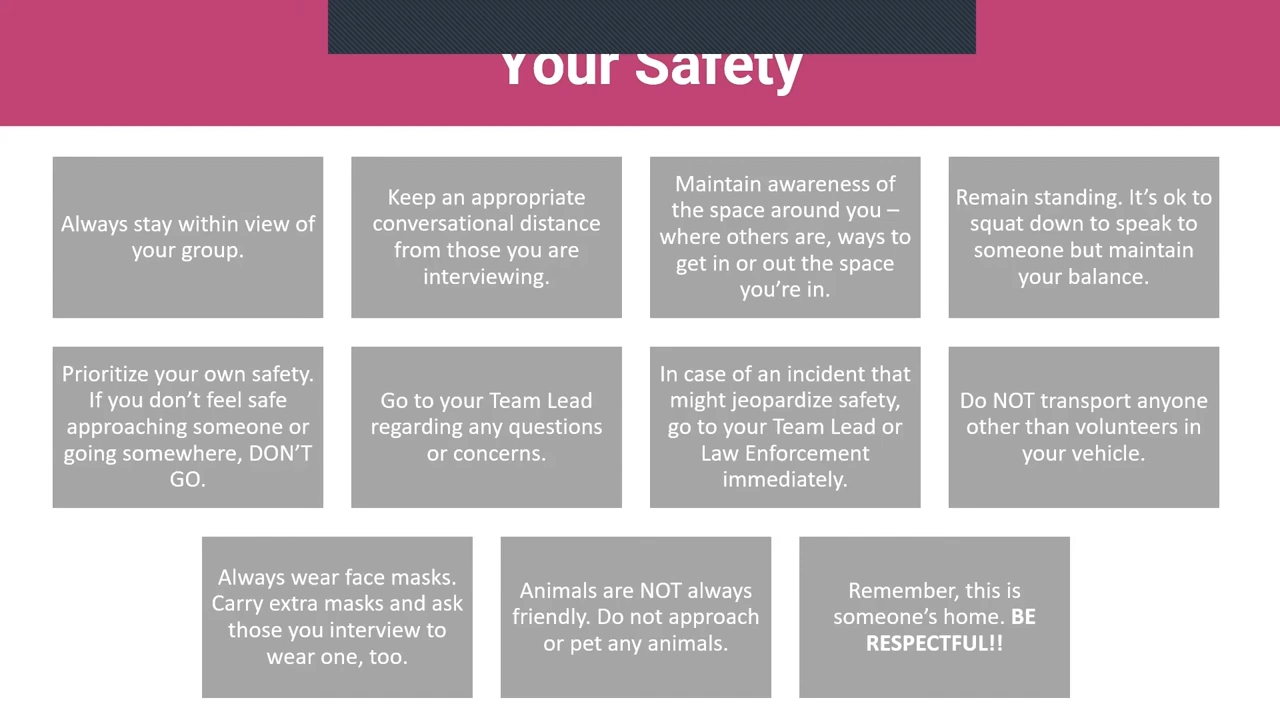 Your Safety
Always stay within view of
your group.
Keep an appropriate
conversational distance
from those you are
interviewing.
Maintain awareness of
the space around you –
where others are, ways to
get in or out the space
you’re in.
Remain standing. It’s ok to
squat down to speak to
someone but maintain
your balance.
Prioritize your own safety.
If you don’t feel safe
approaching someone or
going somewhere, DON’T
GO.
Go to your Team Lead
regarding any questions
or concerns.
In case of an incident that
might jeopardize safety,
go to your Team Lead or
Law Enforcement
immediately.
Do NOT transport anyone
other than volunteers in
your vehicle.
Always wear face masks.
Carry extra masks and ask
those you interview to
wear one, too.
Animals are NOT always
friendly. Do not approach
or pet any animals.
Remember, this is
someone’s home. BE
RESPECTFUL!!